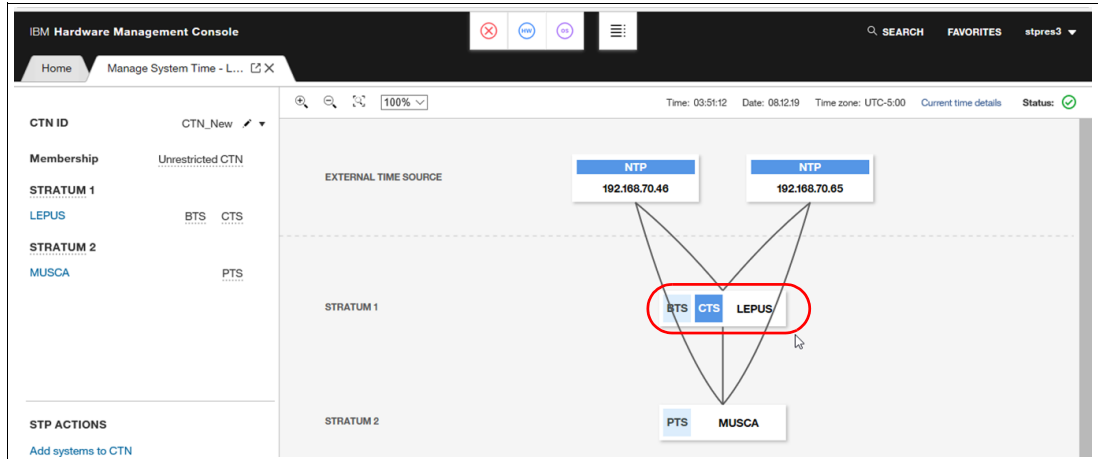 IBM Hardware Management Console
HW
DS
SEARCH
FAVORITES
stpres3
Home
Manage System Time - L...
100%
Time: 03:51:12
Date: 08.12.19
Time zone: UTC-5:00
Current time details
Status:
CTN ID
CTN_New
Membership
Unrestricted CTN
STRATUM 1
LEPUS
BTS
CTS
STRATUM 2
MUSCA
PTS
STP ACTIONS
Add systems to CTN
EXTERNAL TIME SOURCE
NTP
192.168.70.46
NTP
192.168.70.65
STRATUM 1
BTS
CTS
LEPUS
STRATUM 2
PTS
MUSCA